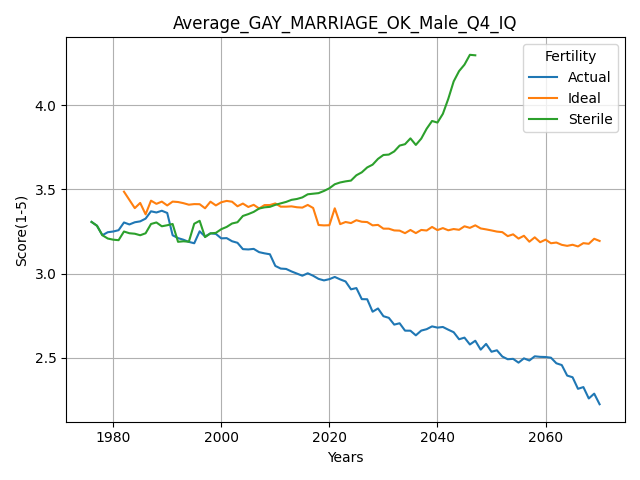 Average_GAY_MARRIAGE_OK_Male_Q4_IQ
Fertility
Actual
Ideal
Sterile
Score(1-5)
4.0
3.5
3.0
2.5
1980
2000
2020
2040
2060
Years